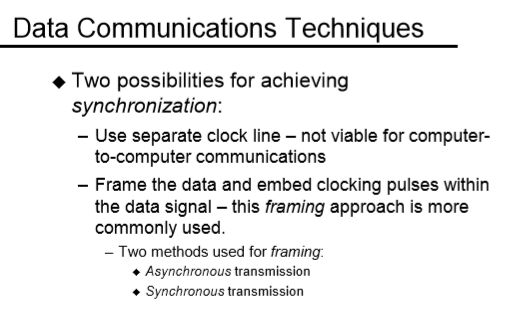 Data Communications Techniques
◆ Two possibilities for achieving
synchronization:
– Use separate clock line – not viable for computer-
to-computer communications
– Frame the data and embed clocking pulses within
the data signal – this framing approach is more
commonly used.
– Two methods used for framing:
◆ Asynchronous transmission
◆ Synchronous transmission